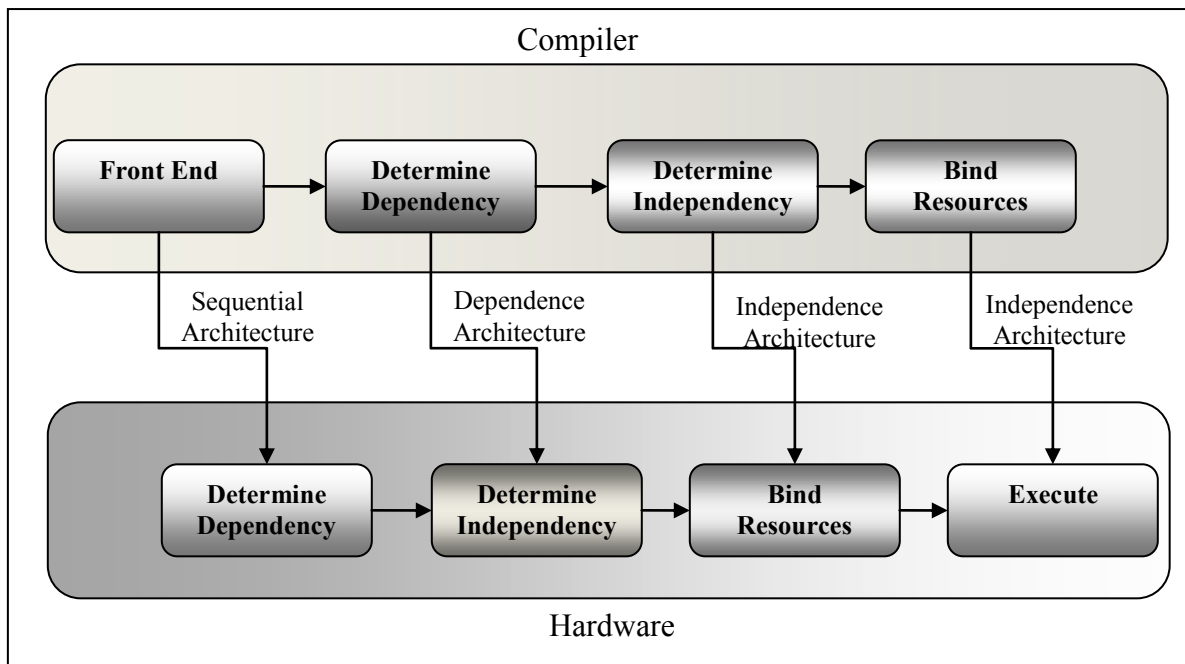 Compiler
Front End
Determine
Dependency
Determine
Independency
Bind
Resources
Sequential
Architecture
Dependence
Architecture
Independence
Architecture
Independence
Architecture
Determine
Dependency
Determine
Independency
Bind
Resources
Execute
Hardware